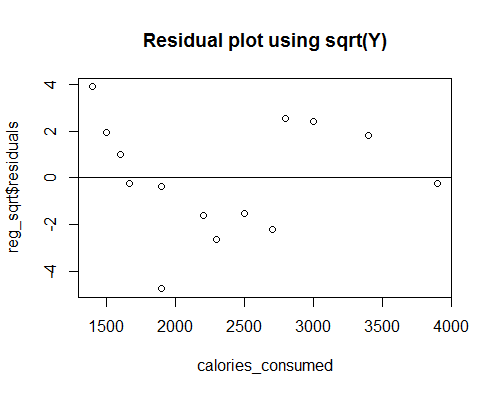 Residual plot using sqrt(Y)
reg_sqrt$residuals
4
2
0
-2
-4
1500 2000 2500 3000 3500 4000
calories_consumed